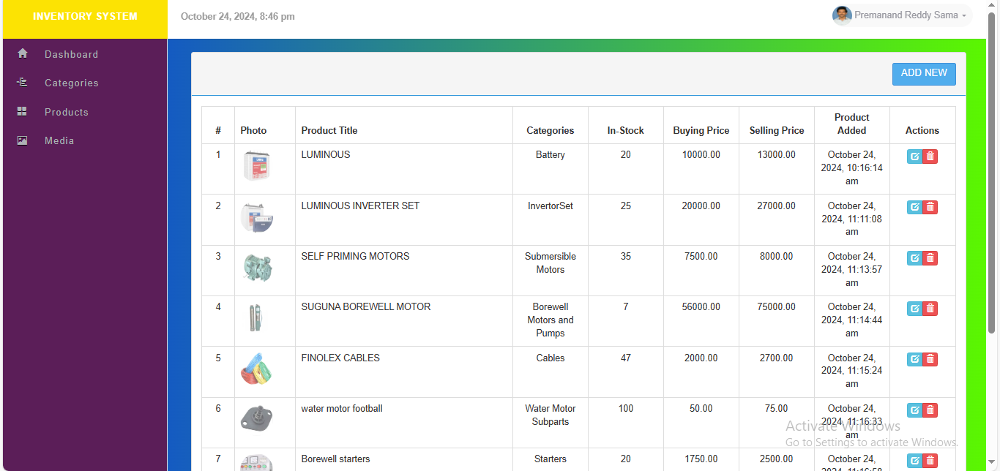 INVENTORY SYSTEM
October 24, 2024, 8:46 pm
Premanand Reddy Sama
Dashboard
Categories
Products
Media
ADD NEW
# Photo Product Title Categories In-Stock Buying Price Selling Price Product Added Actions
1 LUMINOUS Battery 20 10000.00 13000.00 October 24,
2024, 10:16:14
am
2 LUMINOUS INVERTER SET InvertorSet 25 20000.00 27000.00 October 24,
2024, 11:11:08
am
3 SELF PRIMING MOTORS Submersible 35 7500.00 8000.00 October 24,
Motors 2024, 11:13:57
am
4 SUGUNA BOREWELL MOTOR Borewell 7 56000.00 75000.00 October 24,
Motors and 2024, 11:14:44
Pumps am
5 FINOLEX CABLES Cables 47 2000.00 2700.00 October 24,
2024, 11:15:24
am
6 water motor football Water Motor 100 50.00 75.00 October 24,
Subparts 2024, 11:16:33
am
7 Borewell starters Starters 20 1750.00 2500.00 October 24,
Activate Windows
Go to Settings to activate Windows.